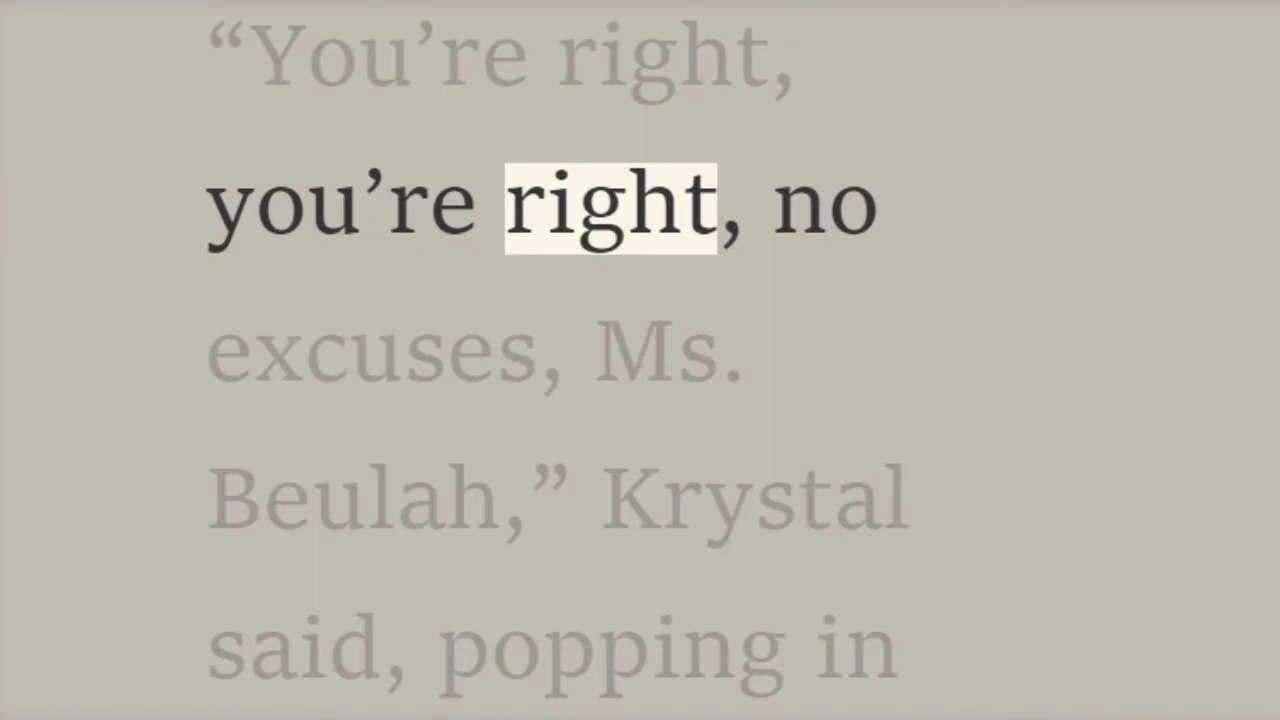 “You’re right,
you’re right, no
excuses, Ms.
Beulah,” Krystal
said, popping in